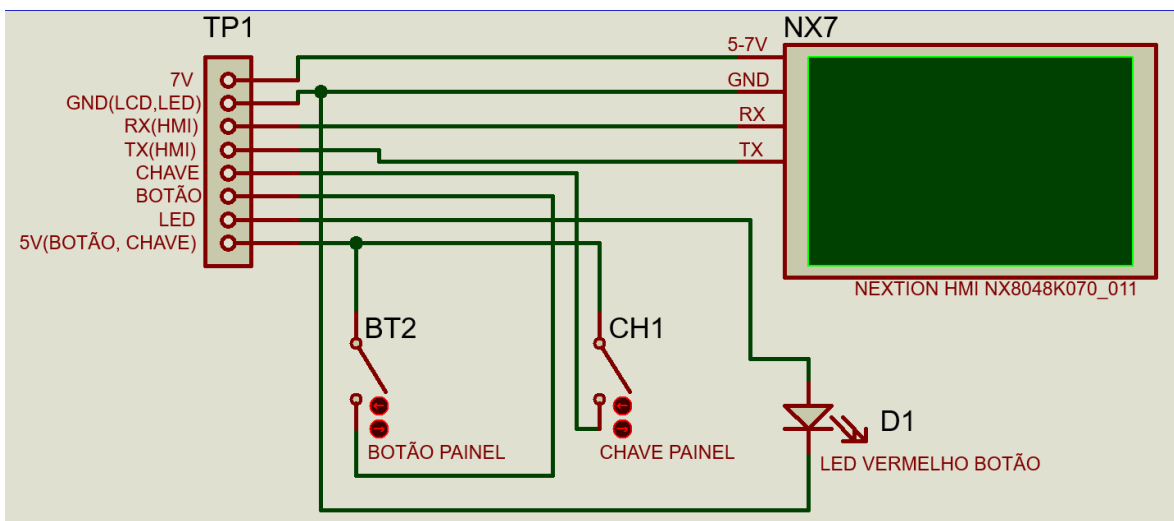 TP1
NX7
7V
GND(LCD,LED)
RX(HMI)
TX(HMI)
CHAVE
BOTÃO
LED
5V(BOTÃO, CHAVE)
5-7V
GND
RX
TX
NEXTION HMI NX8048K070_011
BT2
BOTÃO PAINEL
CH1
CHAVE PAINEL
D1
LED VERMELHO BOTÃO